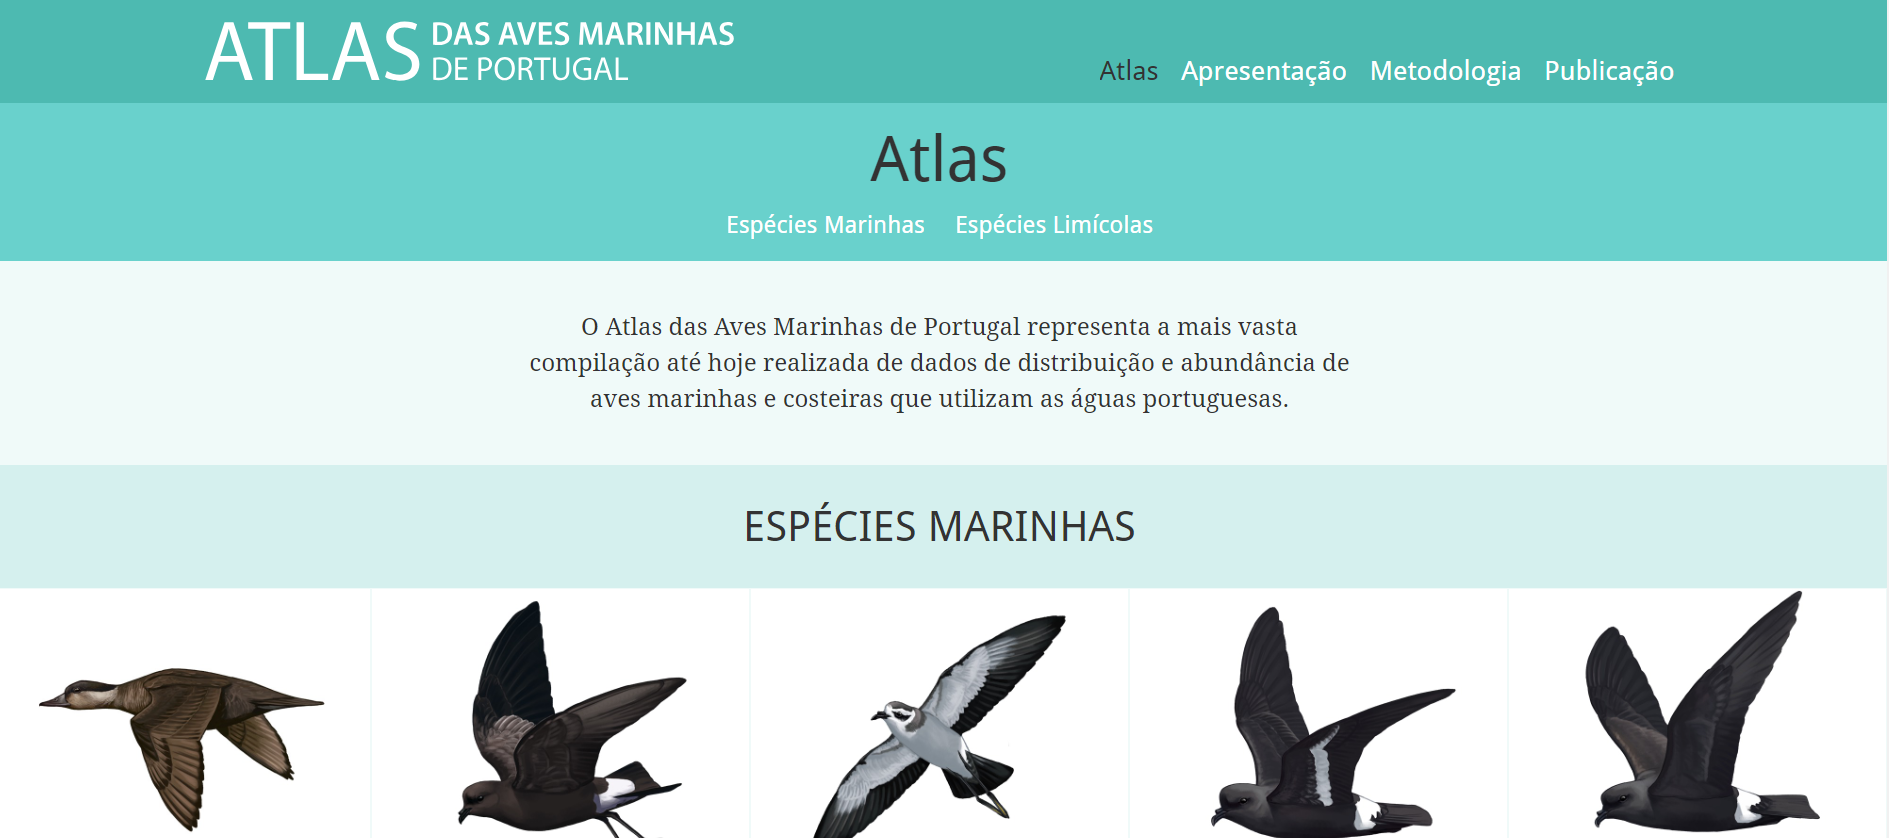 ATLAS DAS AVES MARINHAS
DE PORTUGAL
Atlas Apresentação Metodologia Publicação
Atlas
Espécies Marinhas Espécies Limícolas
O Atlas das Aves Marinhas de Portugal representa a mais vasta
compilação até hoje realizada de dados de distribuição e abundância de
aves marinhas e costeiras que utilizam as águas portuguesas.
ESPÉCIES MARINHAS